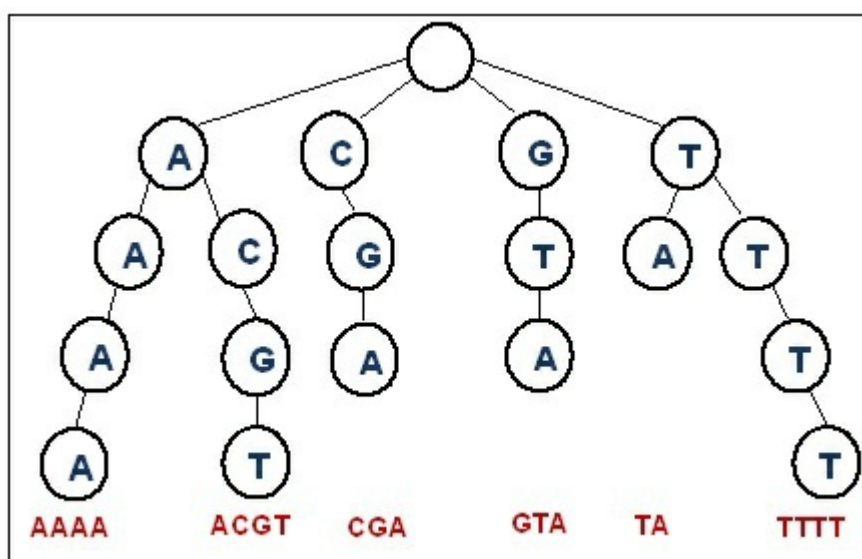 A C G T
A C G T A T
A G A A T
A T T
AAAA ACGT CGA GTA TA TTTT